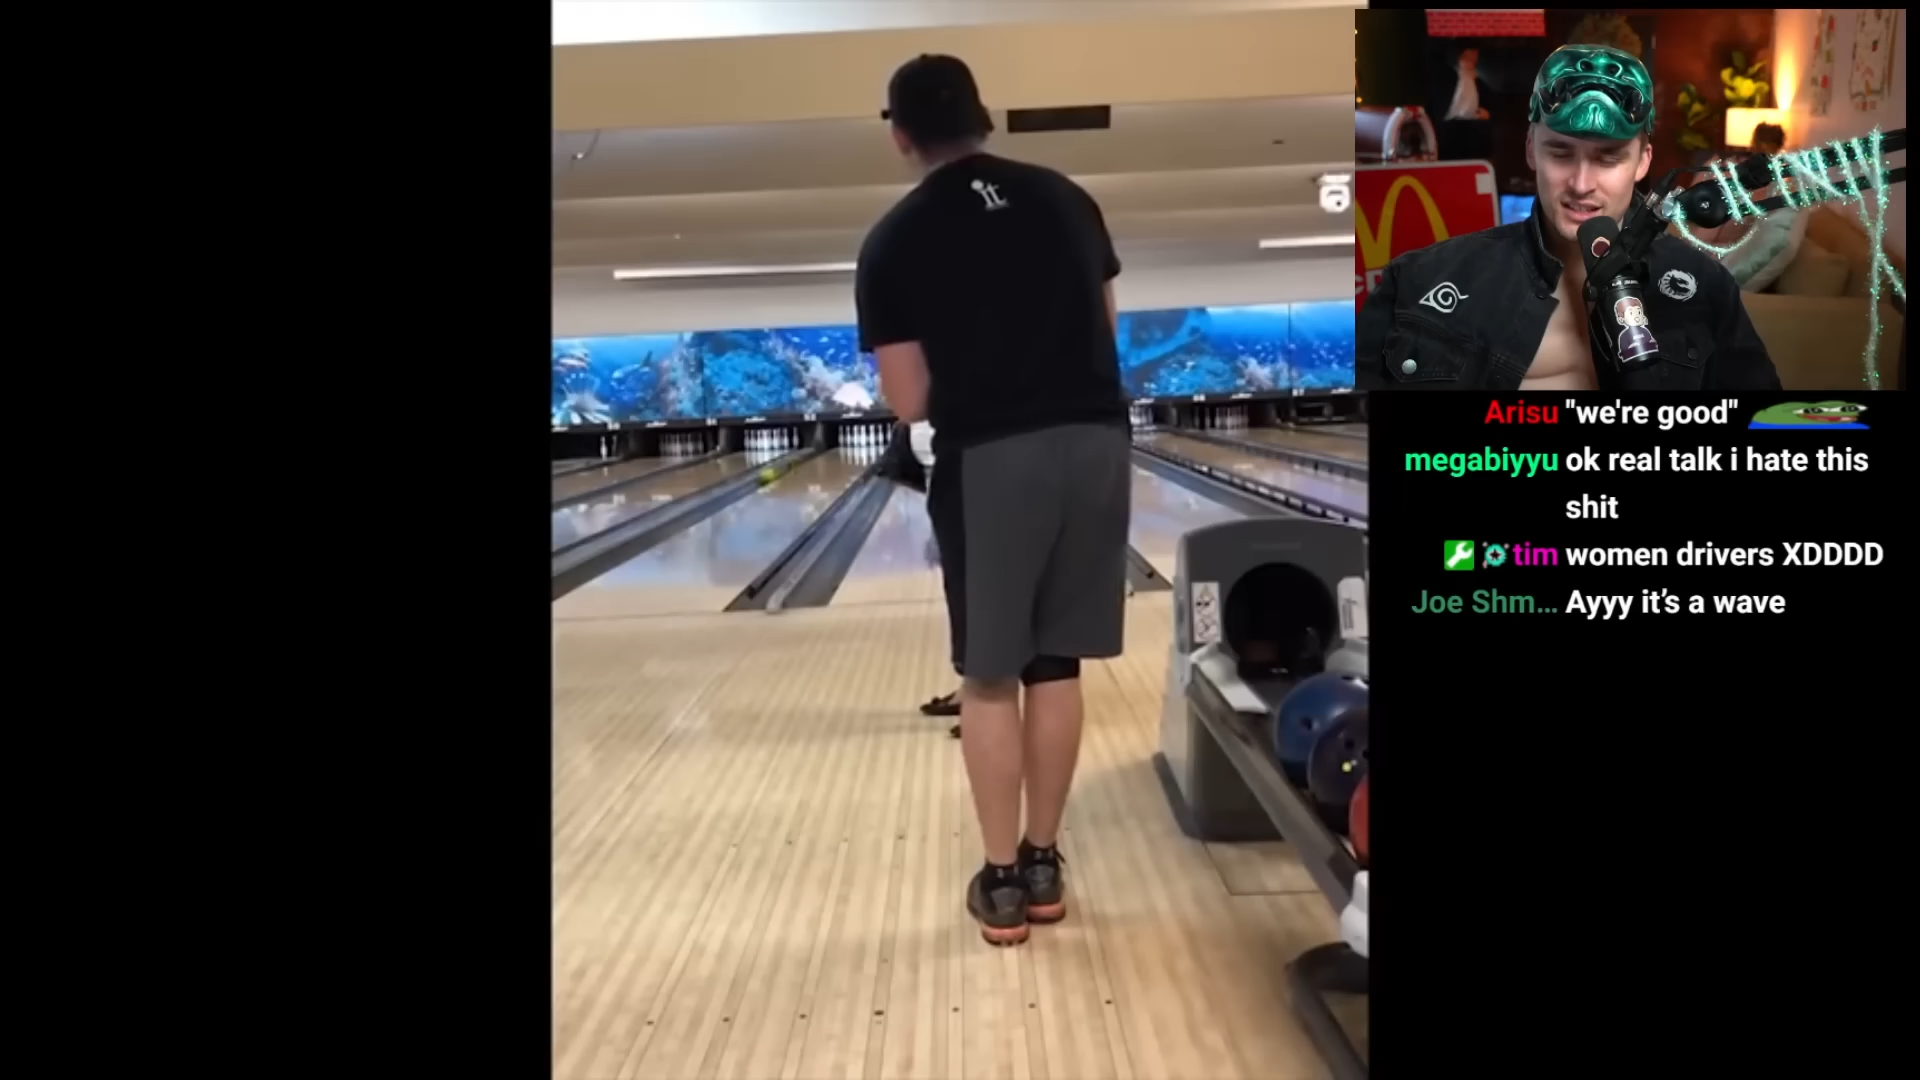 it
Arisu "we're good"
megabiyyu ok real talk i hate this
shit
tim women drivers XDDDD
Joe Shm... Ayyy it's a wave